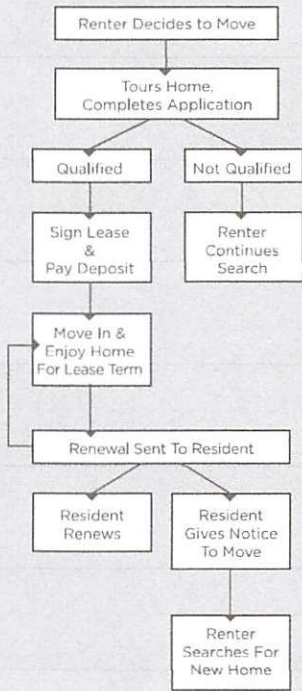 Renter Decides to Move
Tours Home,
Completes Application
Qualified
Not Qualified
Sign Lease
&
Pay Deposit
Renter
Continues
Search
Move In &
Enjoy Home
For Lease Term
Renewal Sent To Resident
Resident
Renews
Resident
Gives Notice
To Move
Renter
Searches For
New Home